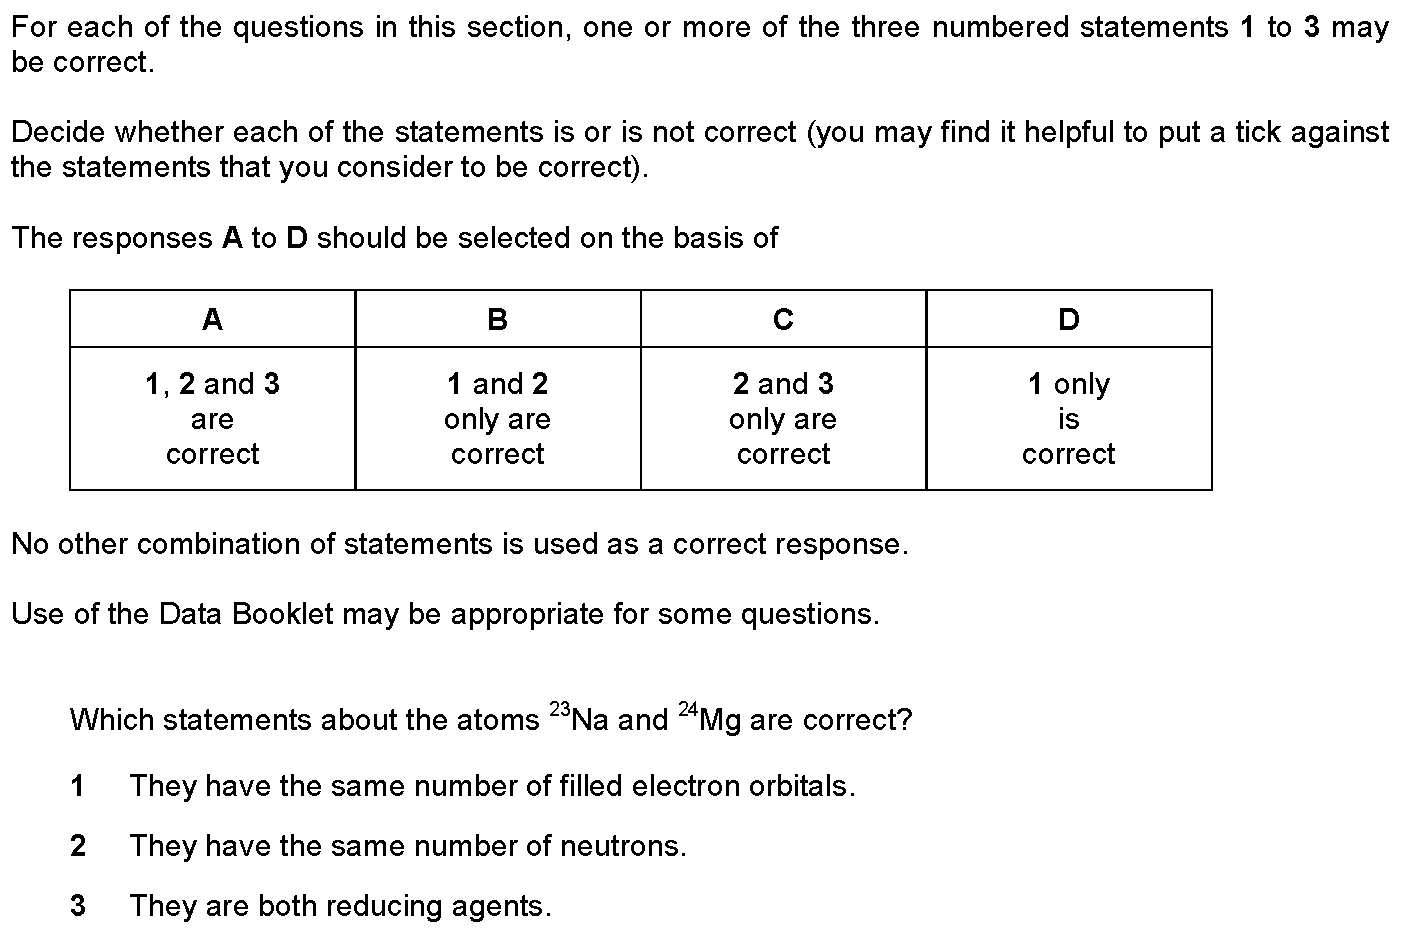 For each of the questions in this section, one or more of the three numbered statements 1 to 3 may
be correct.
Decide whether each of the statements is or is not correct (you may find it helpful to put a tick against
the statements that you consider to be correct).
The responses A to D should be selected on the basis of
A B C D
1, 2 and 3 1 and 2 2 and 3 1 only
are only are only are is
correct correct correct correct
No other combination of statements is used as a correct response.
Use of the Data Booklet may be appropriate for some questions.
Which statements about the atoms ²³Na and ²⁴Mg are correct?
1 They have the same number of filled electron orbitals.
2 They have the same number of neutrons.
3 They are both reducing agents.